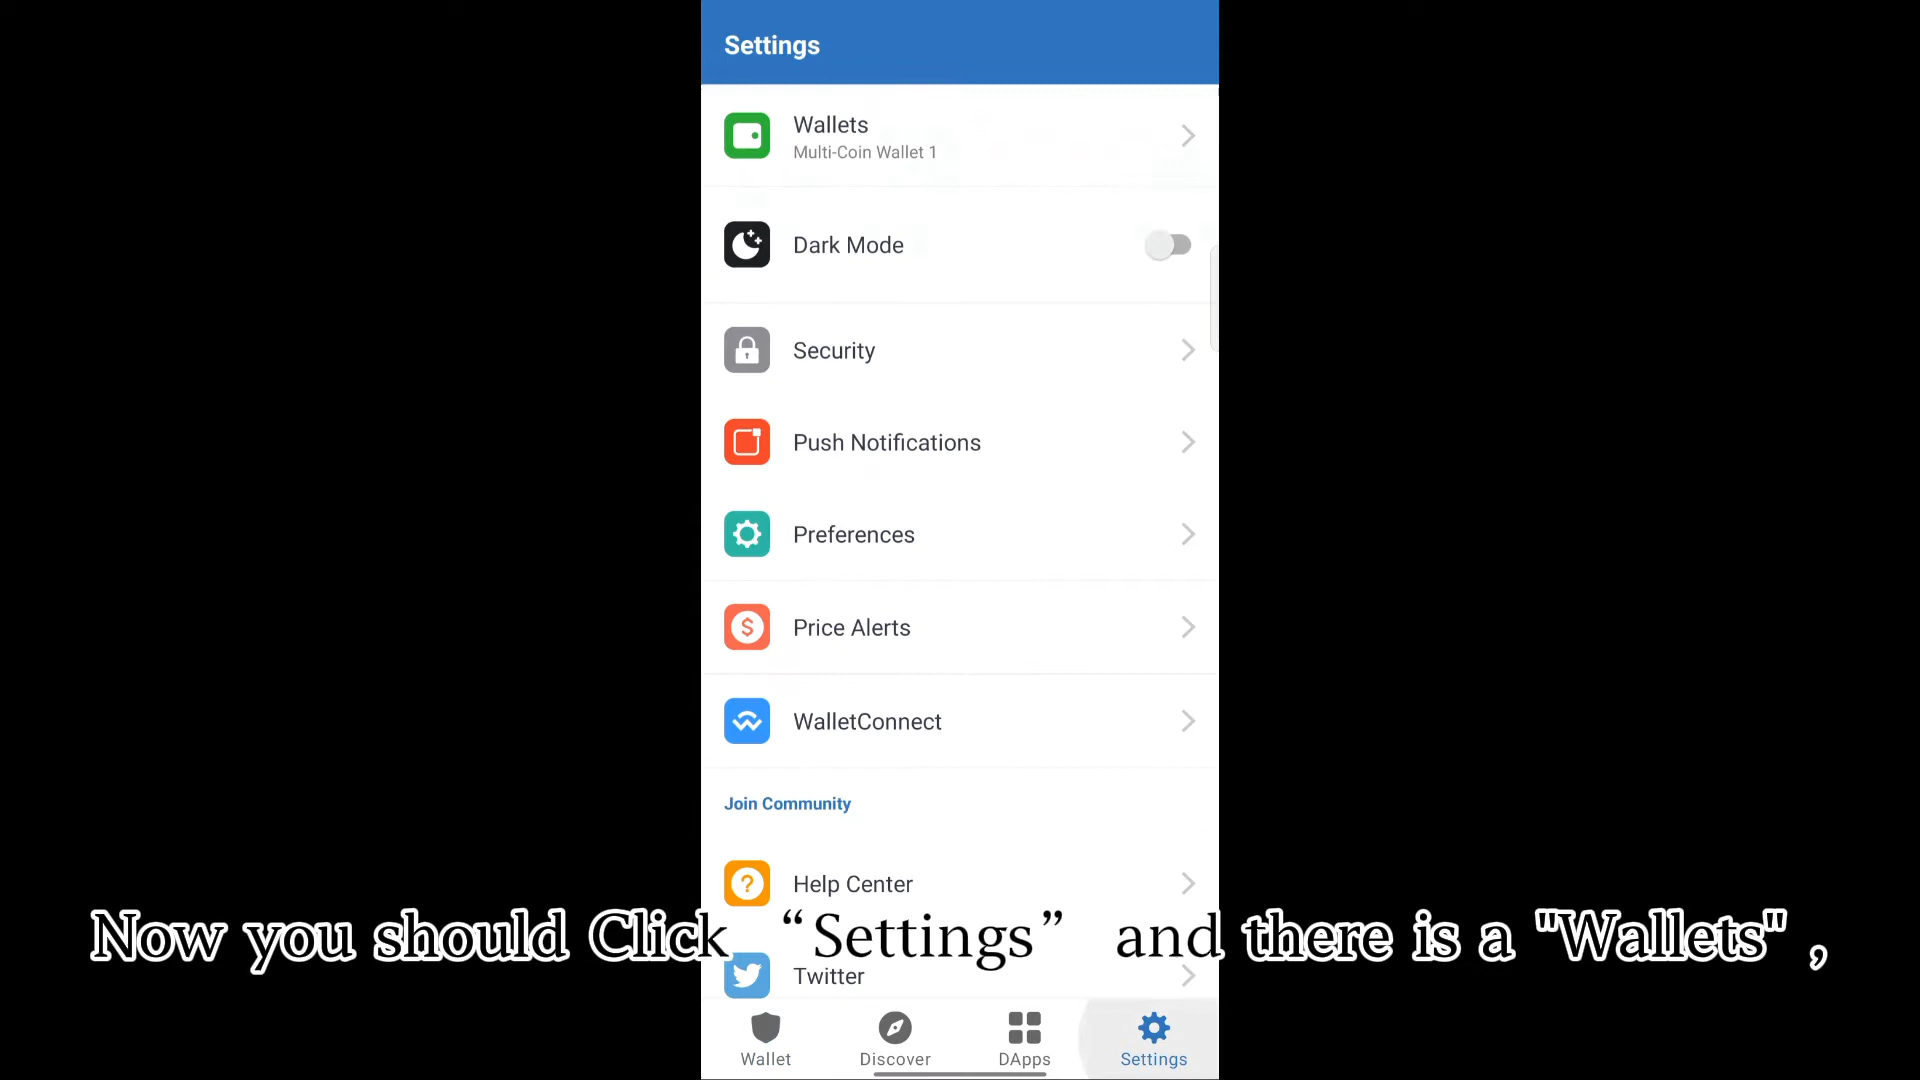 Settings
Wallets
Multi-Coin Wallet 1
Dark Mode
Security
Push Notifications
Preferences
Price Alerts
WalletConnect
Join Community
Help Center
Now you should Click “Settings” and there is a "Wallets" ,
Twitter
Wallet
Discover
DApps
Settings